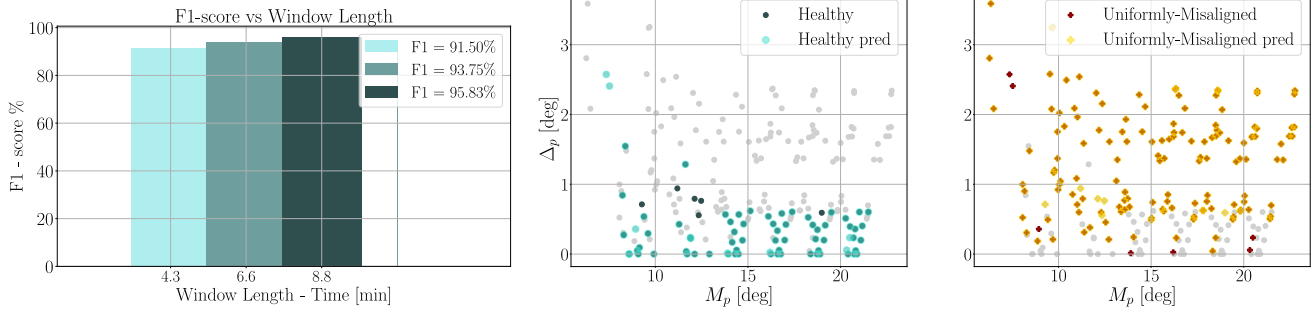 F1-score vs Window Length
F1 - score %
100
80
60
40
20
0
F1 = 91.50%
F1 = 93.75%
F1 = 95.83%
4.3
6.6
8.8
Window Length - Time [min]
Δp [deg]
3
2
1
0
Healthy
Healthy pred
10
15
20
Mp [deg]
3
2
1
0
Uniformly-Misaligned
Uniformly-Misaligned pred
10
15
20
Mp [deg]